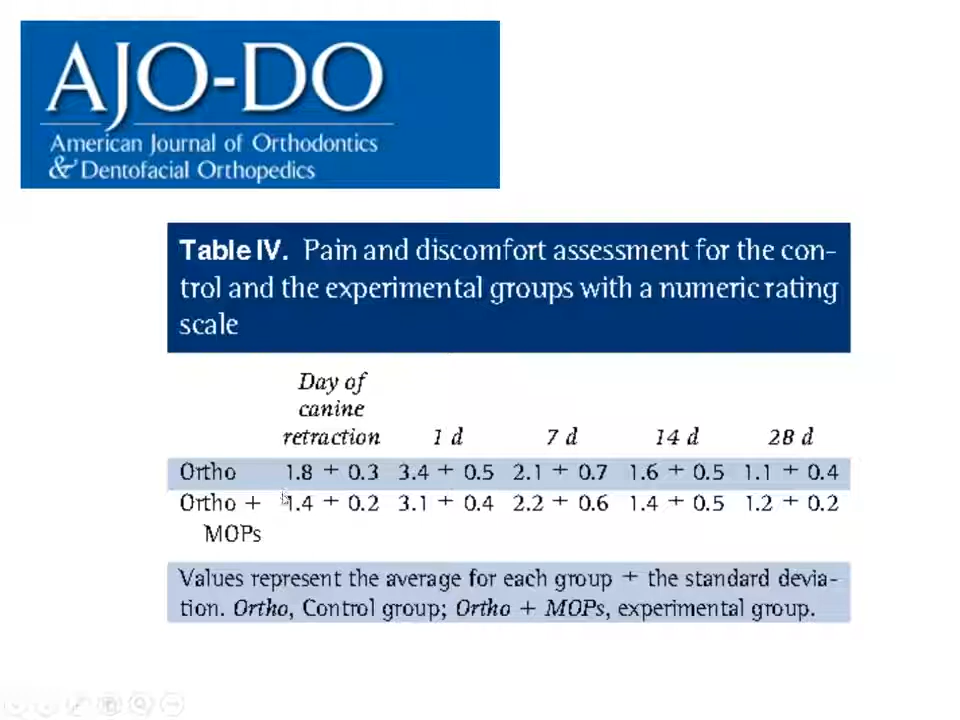 AJO-DO
American Journal of Orthodontics
& Dentofacial Orthopedics
Table IV. Pain and discomfort assessment for the con-
trol and the experimental groups with a numeric rating
scale
Day of
canine
retraction 1 d 7 d 14 d 28 d
Ortho 1.8 + 0.3 3.4 + 0.5 2.1 + 0.7 1.6 + 0.5 1.1 + 0.4
Ortho + 1.4 + 0.2 3.1 + 0.4 2.2 + 0.6 1.4 + 0.5 1.2 + 0.2
MOPs
Values represent the average for each group + the standard devia-
tion. Ortho, Control group; Ortho + MOPs, experimental group.